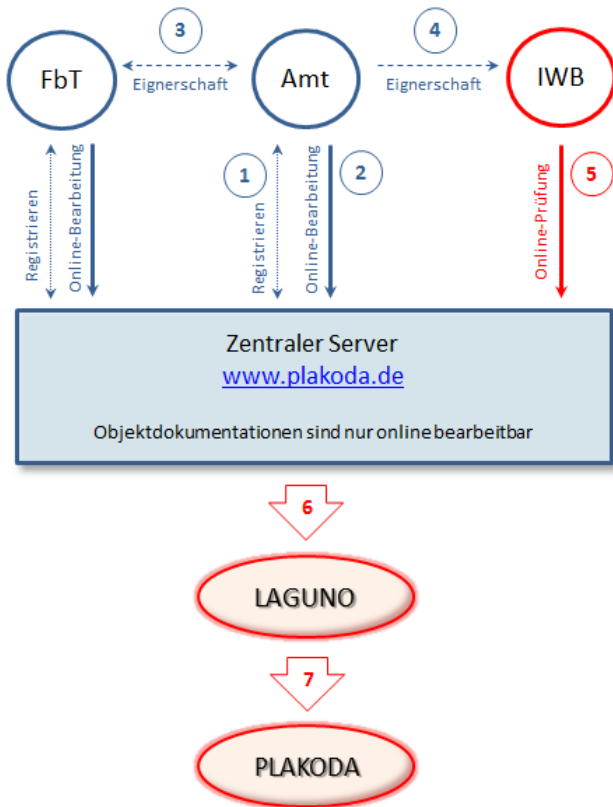 3
4
FbT
Eignerschaft
Amt
Eignerschaft
IWB
Registrieren
Online-Bearbeitung
1
Registrieren
Online-Bearbeitung
2
Online-Prüfung
5
Zentraler Server
www.plakoda.de
Objektdokumentationen sind nur online bearbeitbar
6
LAGUNO
7
PLAKODA